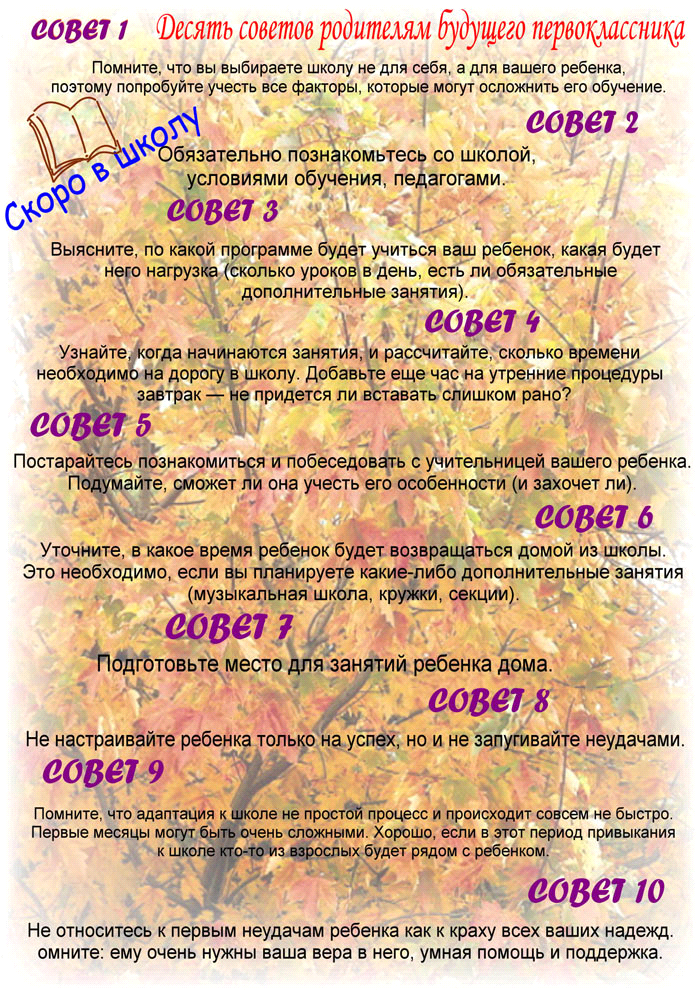 СОВЕТ 1
Десять советов родителям будущего первоклассника
Помните, что вы выбираете школу не для себя, а для вашего ребенка,
поэтому попробуйте учесть все факторы, которые могут осложнить его обучение.
Скоро в школу
СОВЕТ 2
Обязательно познакомьтесь со школой,
условиями обучения, педагогами.
СОВЕТ 3
Выясните, по какой программе будет учиться ваш ребенок, какая будет
него нагрузка (сколько уроков в день, есть ли обязательные
дополнительные занятия).
СОВЕТ 4
Узнайте, когда начинаются занятия, и рассчитайте, сколько времени
необходимо на дорогу в школу. Добавьте еще час на утренние процедуры
завтрак — не придется ли вставать слишком рано?
СОВЕТ 5
Постарайтесь познакомиться и побеседовать с учительницей вашего ребенка.
Подумайте, сможет ли она учесть его особенности (и захочет ли).
СОВЕТ 6
Уточните, в какое время ребенок будет возвращаться домой из школы.
Это необходимо, если вы планируете какие-либо дополнительные занятия
(музыкальная школа, кружки, секции).
СОВЕТ 7
Подготовьте место для занятий ребенка дома.
СОВЕТ 8
Не настраивайте ребенка только на успех, но и не запугивайте неудачами.
СОВЕТ 9
Помните, что адаптация к школе не простой процесс и происходит совсем не быстро.
Первые месяцы могут быть очень сложными. Хорошо, если в этот период привыкания
к школе кто-то из взрослых будет рядом с ребенком.
СОВЕТ 10
Не относитесь к первым неудачам ребенка как к краху всех ваших надежд.
омните: ему очень нужны ваша вера в него, умная помощь и поддержка.